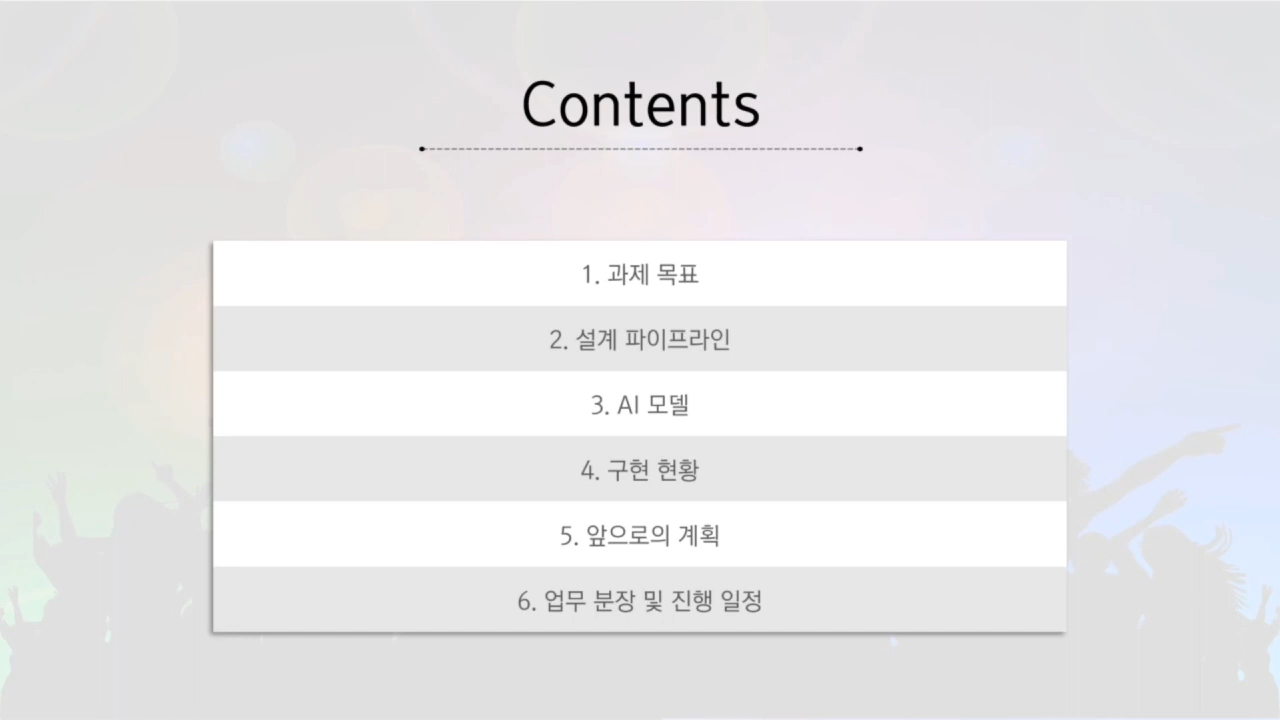 Contents
1. 과제 목표
2. 설계 파이프라인
3. AI 모델
4. 구현 현황
5. 앞으로의 계획
6. 업무 분장 및 진행 일정